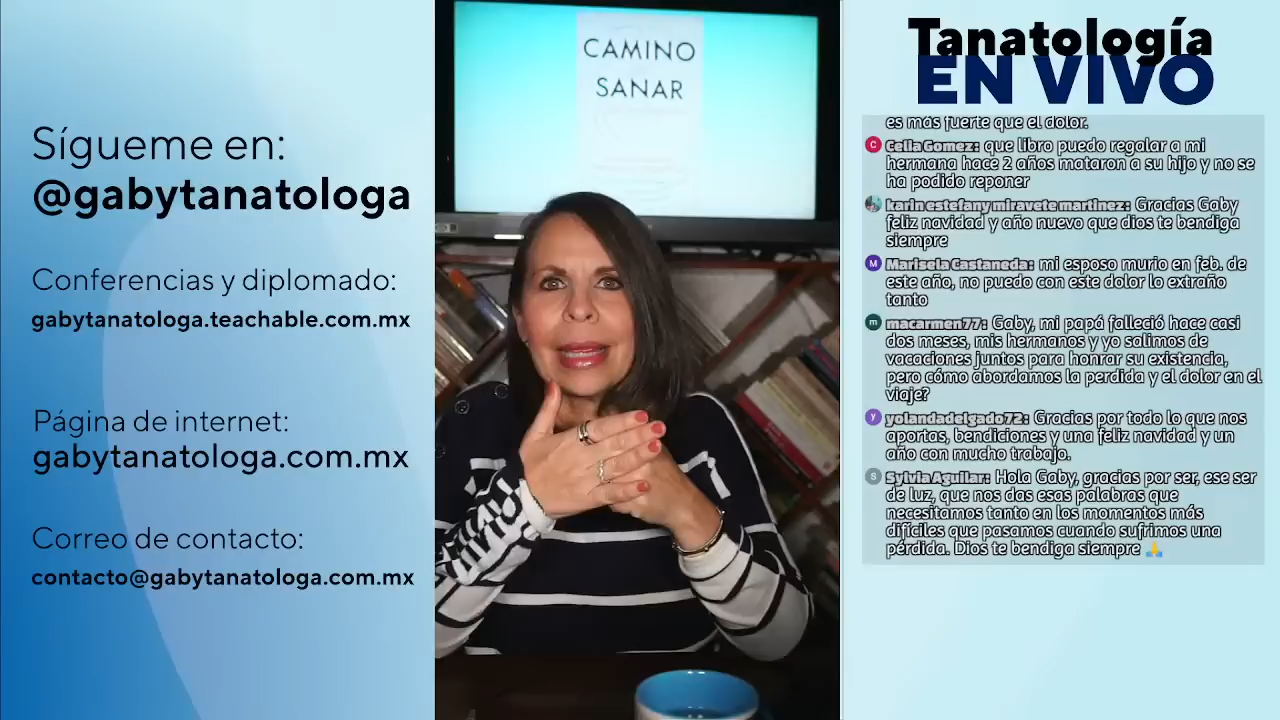 Sígueme en:
@gabytanatologa
Conferencias y diplomado:
gabytanatologa.teachable.com.mx
Página de internet:
gabytanatologa.com.mx
Correo de contacto:
contacto@gabytanatologa.com.mx
CAMINO
SANAR
Tanatología
EN VIVO
es más fuerte que el dolor.
Celia Gomez: que libro puedo regalar a mi
hermana hace 2 años mataron a su hijo y no se
ha podido reponer
karin estefany miravete martinez: Gracias Gaby
feliz navidad y año nuevo que dios te bendiga
siempre
Marisela Castaneda: mi esposo murio en feb. de
este año, no puedo con este dolor lo extraño
tanto
macarmen77: Gaby, mi papá falleció hace casi
dos meses, mis hermanos y yo salimos de
vacaciones juntos para honrar su existencia,
pero cómo abordamos la perdida y el dolor en el
viaje?
yolandadelgado72: Gracias por todo lo que nos
aportas, bendiciones y una feliz navidad y un
año con mucho trabajo.
Sylvia Aguilar: Hola Gaby, gracias por ser, ese ser
de luz, que nos das esas palabras que
necesitamos tanto en los momentos más
difíciles que pasamos cuando sufrimos una
pérdida. Dios te bendiga siempre 🙏